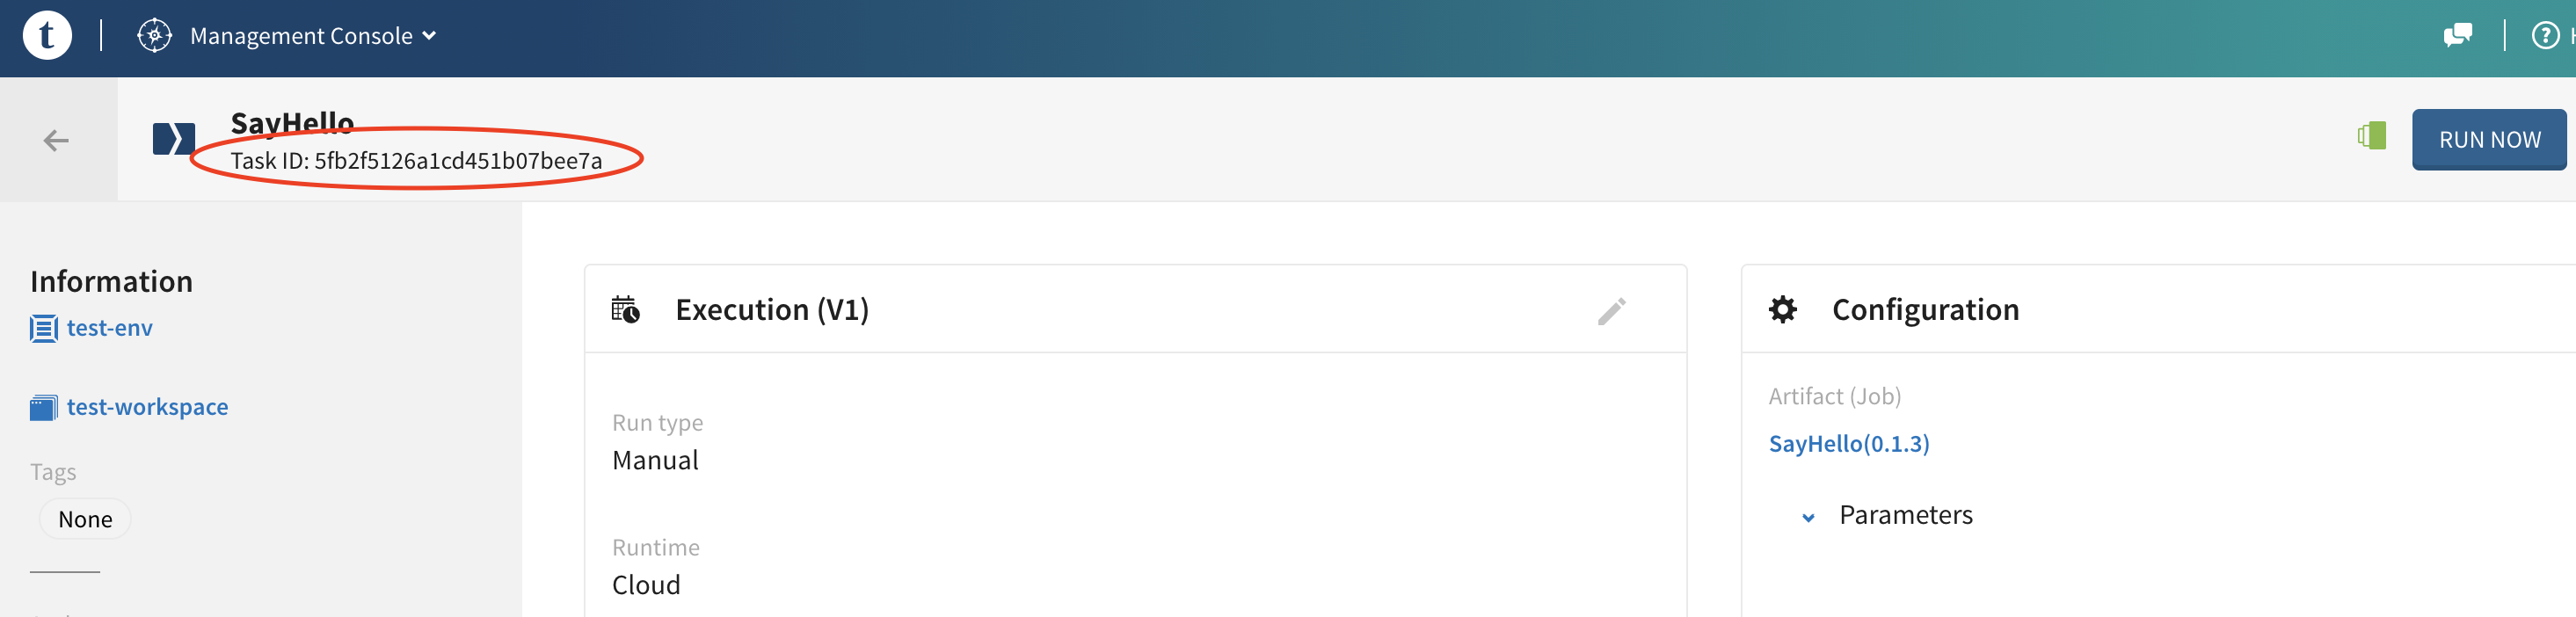 t
Management Console
?
SayHello
Task ID: 5fb2f5126a1cd451b07bee7a
RUN NOW
Information
test-env
test-workspace
Tags
None
Execution (V1)
Run type
Manual
Runtime
Cloud
Configuration
Artifact (Job)
SayHello(0.1.3)
Parameters